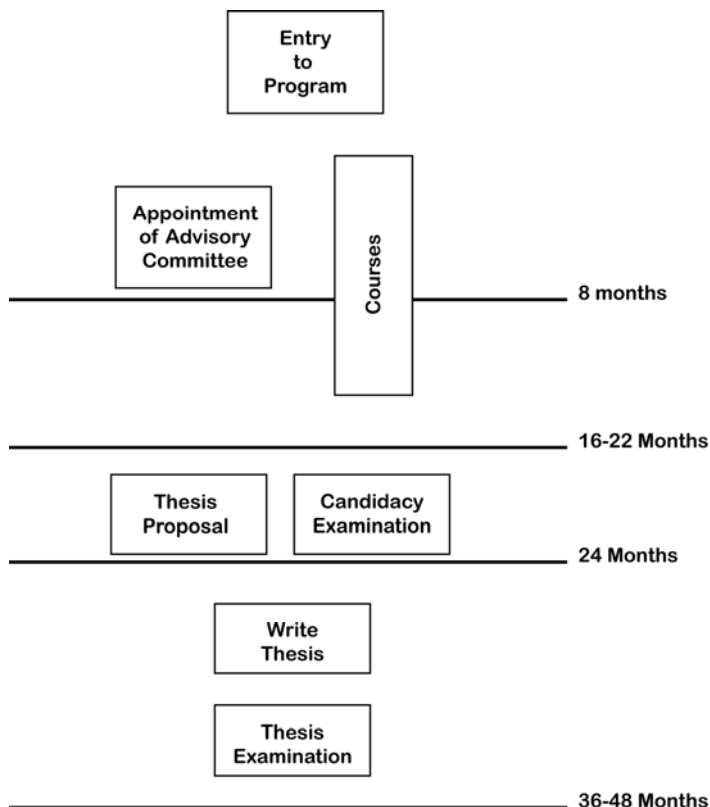 Entry
to
Program
Appointment
of Advisory
Committee
Courses
8 months
16-22 Months
Thesis
Proposal
Candidacy
Examination
24 Months
Write
Thesis
Thesis
Examination
36-48 Months